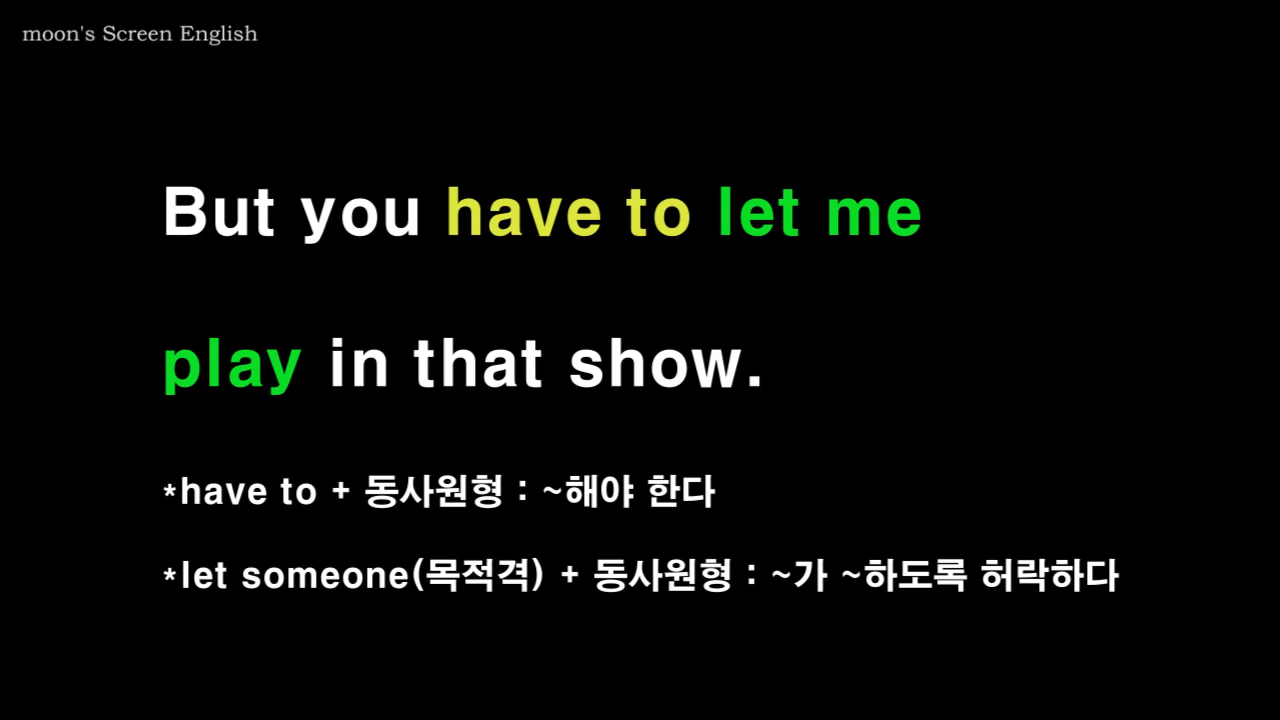 moon's Screen English
But you have to let me
play in that show.
*have to + 동사원형 : ~해야 한다
*let someone(목적격) + 동사원형 : ~가 ~하도록 허락하다